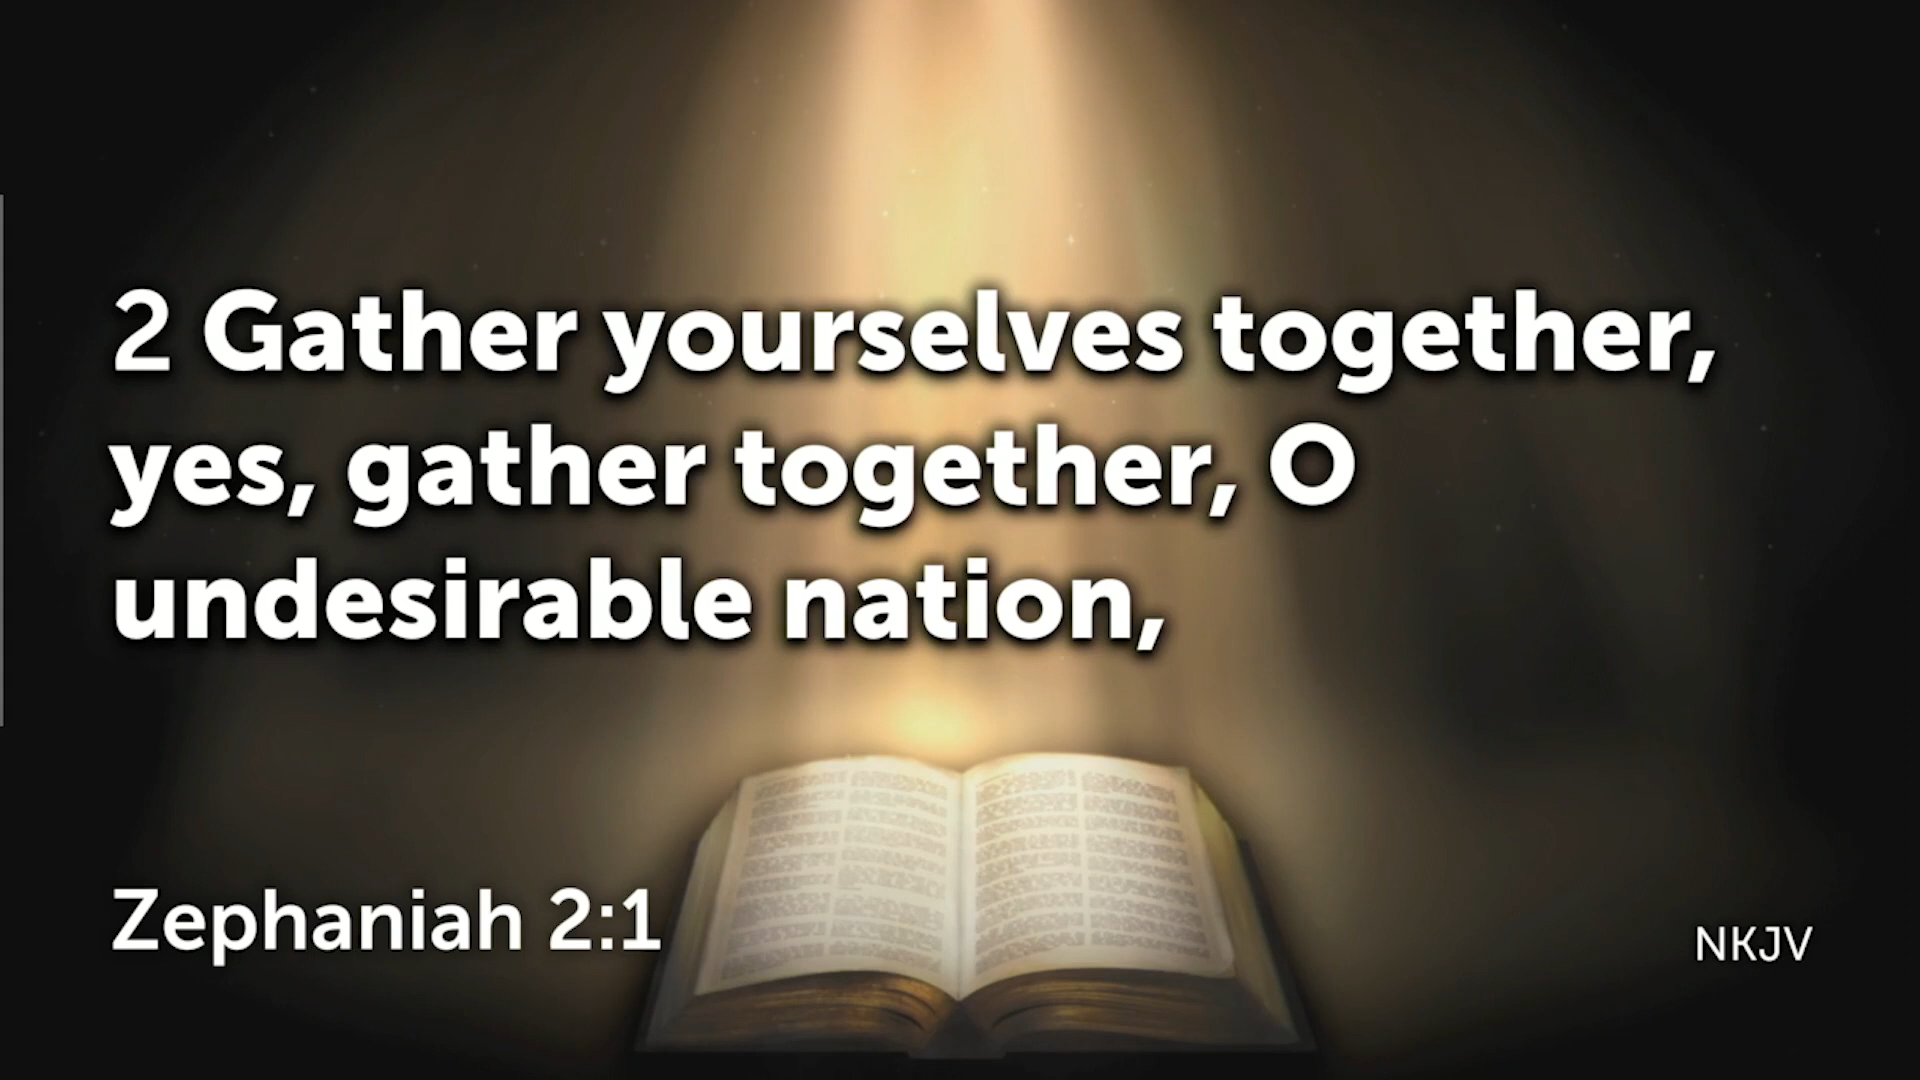 2 Gather yourselves together,
yes, gather together, O
undesirable nation,
Zephaniah 2:1
NKJV